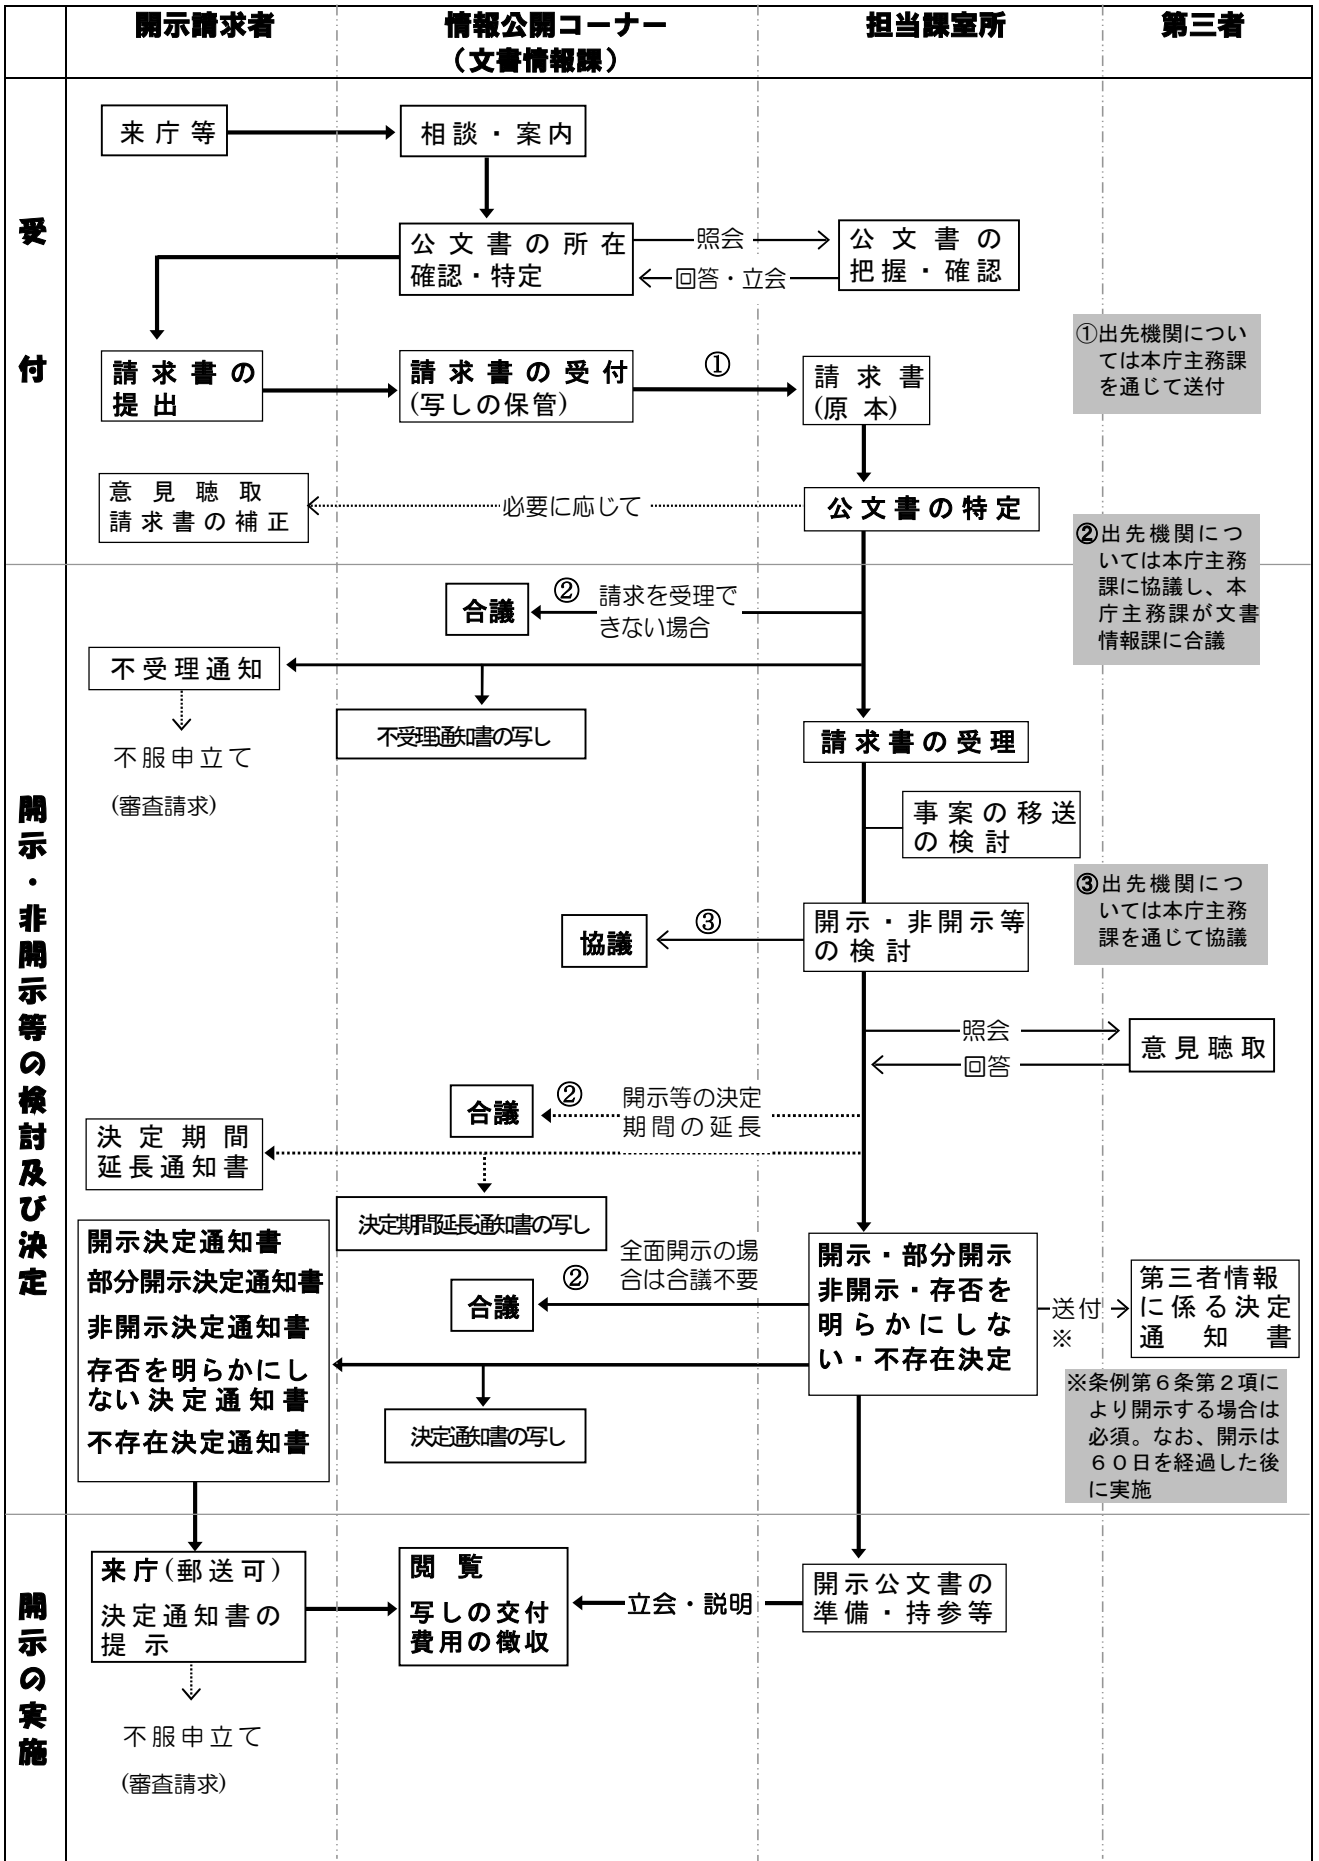 開示請求者
情報公開コーナー
（文書情報課）
担当課室所
第三者
受付
来庁等
相談・案内
公文書の所在
確認・特定
照会
回答・立会
公文書の
把握・確認
請求書の
提出
請求書の受付
(写しの保管)
①
請求書
(原本)
①出先機関につい
ては本庁主務課
を通じて送付
意見聴取
請求書の補正
必要に応じて
公文書の特定
②出先機関につ
いては本庁主務
課に協議し、本
庁主務課が文書
情報課に合議
開示・非開示等の検討及び決定
合議
②
請求を受理で
きない場合
不受理通知
不受理通知書の写し
不服申立て
(審査請求)
請求書の受理
事案の移送
の検討
協議
③
開示・非開示等
の検討
③出先機関につ
いては本庁主務
課を通じて協議
照会
回答
意見聴取
合議
②
開示等の決定
期間の延長
決定期間
延長通知書
決定期間延長通知書の写し
開示決定通知書
部分開示決定通知書
非開示決定通知書
存否を明らかにし
ない決定通知書
不存在決定通知書
合議
②
全面開示の場
合は合議不要
決定通知書の写し
開示・部分開示
非開示・存否を
明らかにしな
い・不存在決定
送付
※
第三者情報
に係る決定
通知書
※条例第６条第２項に
より開示する場合は
必須。なお、開示は
６０日を経過した後
に実施
開示の実施
来庁(郵送可)
決定通知書の
提示
閲覧
写しの交付
費用の徴収
立会・説明
開示公文書の
準備・持参等
不服申立て
(審査請求)